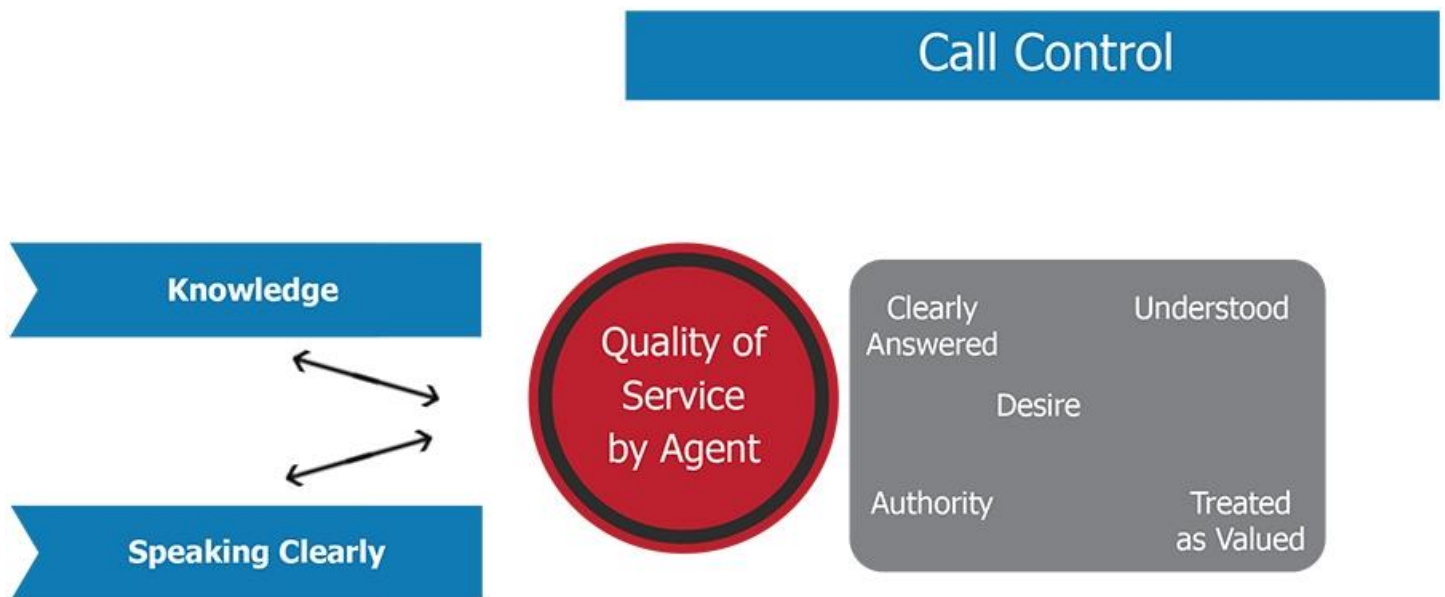 Call Control
Knowledge
Speaking Clearly
Quality of
Service
by Agent
Clearly
Answered
Understood
Desire
Authority
Treated
as Valued